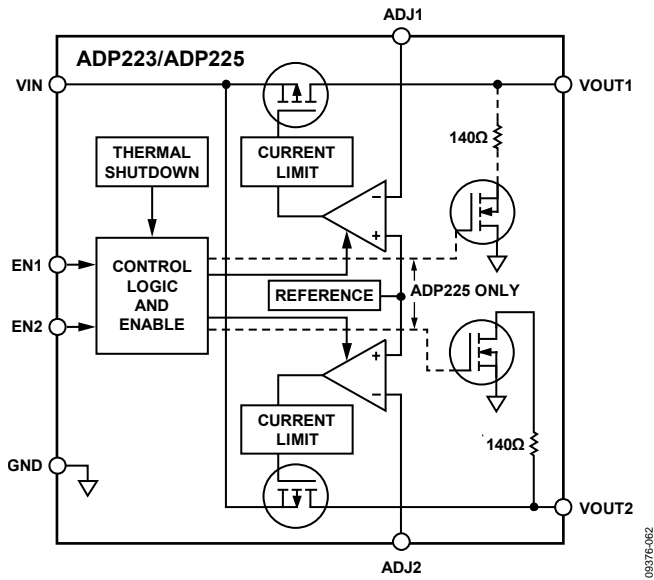 ADJ1
ADP223/ADP225
VIN
VOUT1
140Ω
THERMAL
SHUTDOWN
CURRENT
LIMIT
−
+
EN1
CONTROL
LOGIC
AND
ENABLE
REFERENCE
ADP225 ONLY
EN2
+
−
CURRENT
LIMIT
140Ω
GND
VOUT2
ADJ2
09376-062